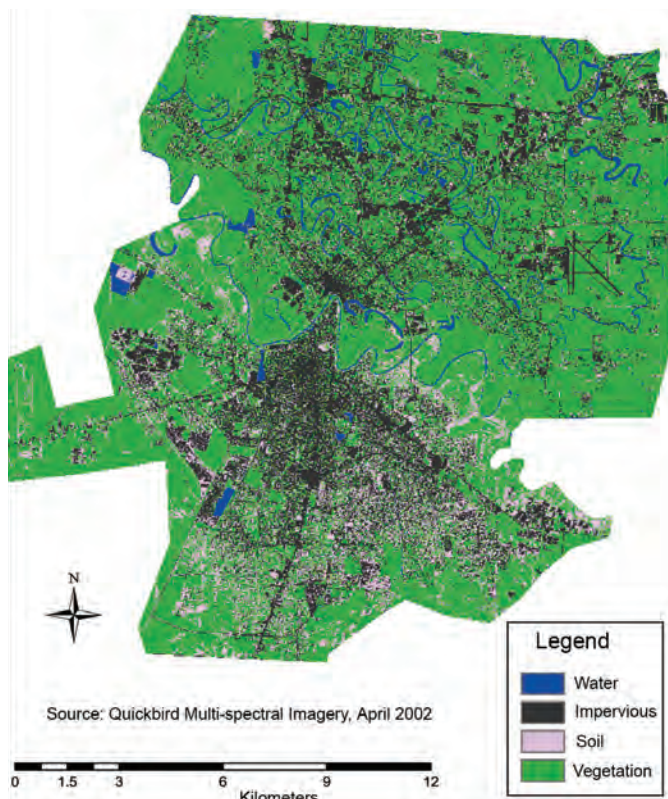 N
Legend
Water
Impervious
Soil
Vegetation
Source: Quickbird Multi-spectral Imagery, April 2002
0 1.5 3 6 9 12
Kilometers